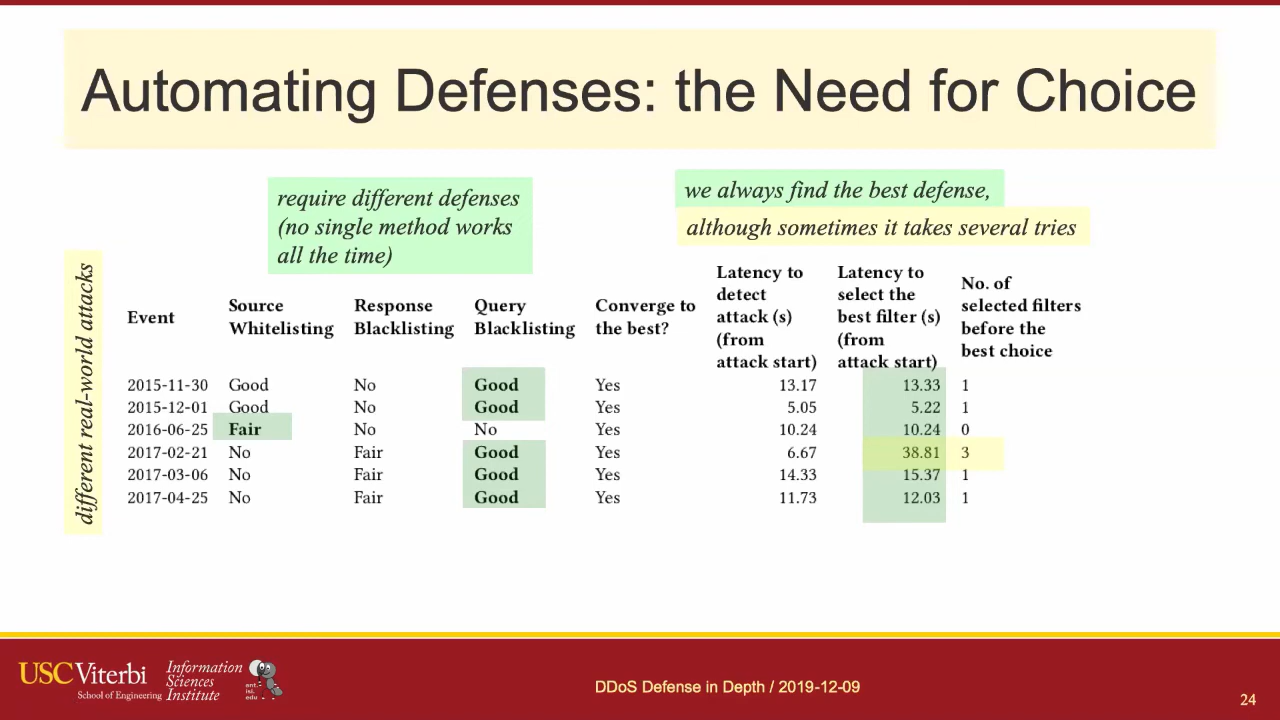 Automating Defenses: the Need for Choice
require different defenses
(no single method works
all the time)
we always find the best defense,
although sometimes it takes several tries
different real-world attacks
Event
Source
Whitelisting
Response
Blacklisting
Query
Blacklisting
Converge to
the best?
Latency to
detect
attack (s)
(from
attack start)
Latency to
select the
best filter (s)
(from
attack start)
No. of
selected filters
before the
best choice
2015-11-30 Good No Good Yes 13.17 13.33 1
2015-12-01 Good No Good Yes 5.05 5.22 1
2016-06-25 Fair No No Yes 10.24 10.24 0
2017-02-21 No Fair Good Yes 6.67 38.81 3
2017-03-06 No Fair Good Yes 14.33 15.37 1
2017-04-25 No Fair Good Yes 11.73 12.03 1
USC Viterbi
School of Engineering
Information
Sciences
Institute
ant.
isi.
edu
DDoS Defense in Depth / 2019-12-09
24